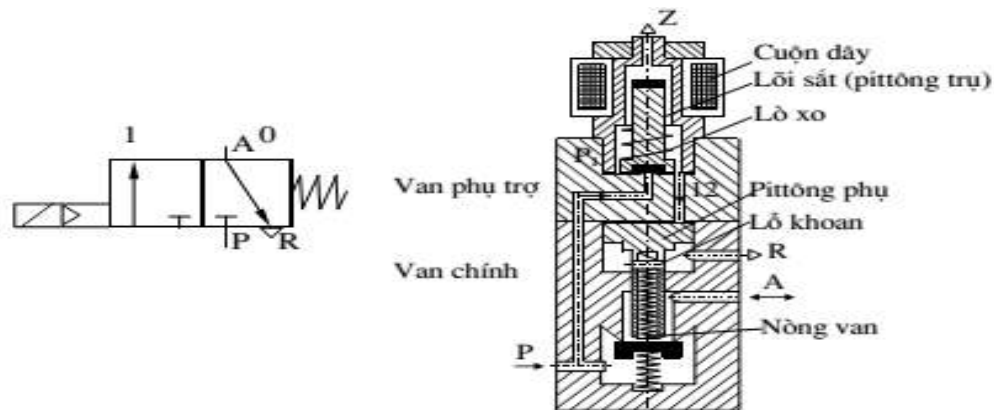 Z
Cuộn dây
Lõi sắt (pittông trụ)
Lò xo
1
A 0
P₁
Van phụ trợ
12
Pittông phụ
Lỗ khoan
P
R
Van chính
R
A
Nòng van
P